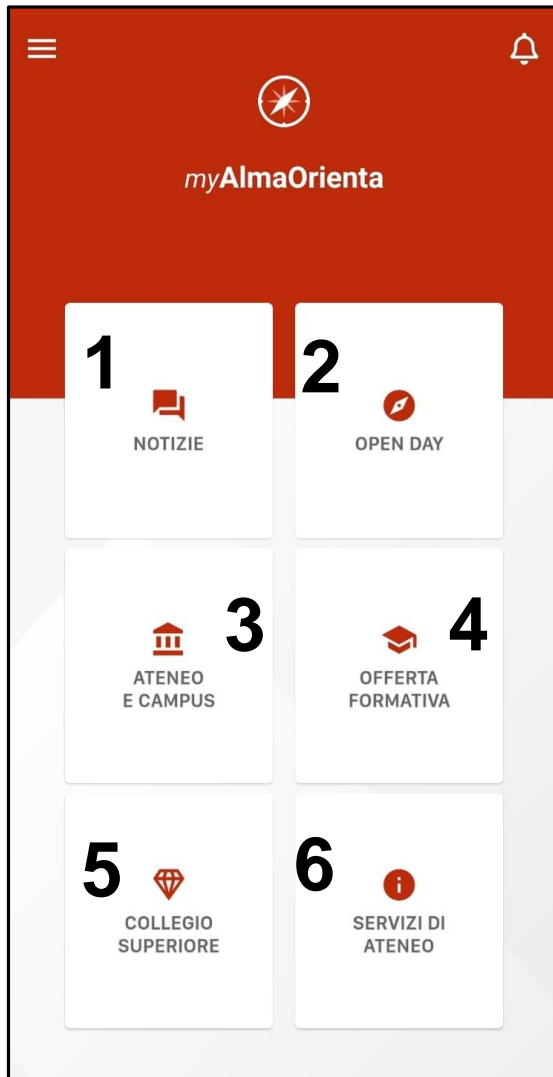 myAlmaOrienta
1
NOTIZIE
2
OPEN DAY
3
ATENEO
E CAMPUS
4
OFFERTA
FORMATIVA
5
COLLEGIO
SUPERIORE
6
SERVIZI DI
ATENEO